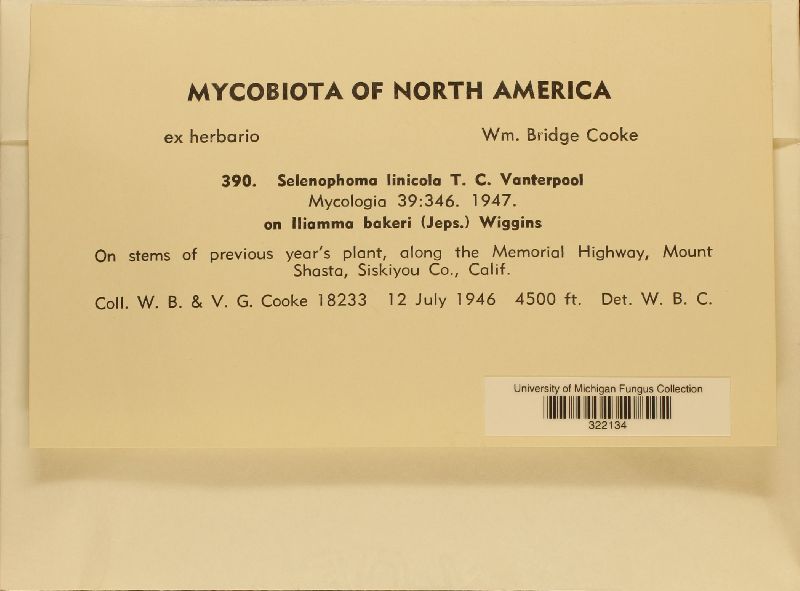 MYCOBIOTA OF NORTH AMERICA
ex herbario Wm. Bridge Cooke
390. Selenophoma linicola T. C. Vanterpool
Mycologia 39:346. 1947.
on Iliamma bakeri (Jeps.) Wiggins
On stems of previous year's plant, along the Memorial Highway, Mount
Shasta, Siskiyou Co., Calif.
Coll. W. B. & V. G. Cooke 18233 12 July 1946 4500 ft. Det. W. B. C.
University of Michigan Fungus Collection
322134